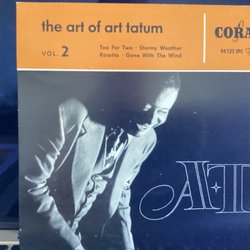 the art of art tatum
VOL. 2
Tea For Two · Stormy Weather
Rosetta · Gone With The Wind
CORA
94 122 EPC
A·T